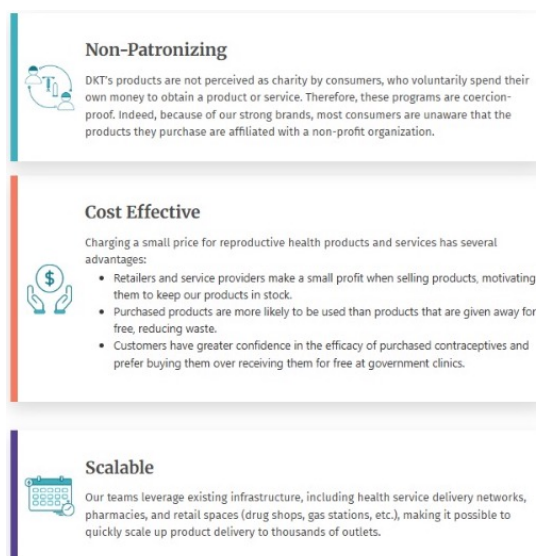 Non-Patronizing
DKT's products are not perceived as charity by consumers, who voluntarily spend their
own money to obtain a product or service. Therefore, these programs are coercion-
proof. Indeed, because of our strong brands, most consumers are unaware that the
products they purchase are affiliated with a non-profit organization.
Cost Effective
Charging a small price for reproductive health products and services has several
advantages:
• Retailers and service providers make a small profit when selling products, motivating
them to keep our products in stock.
• Purchased products are more likely to be used than products that are given away for
free, reducing waste.
• Customers have greater confidence in the efficacy of purchased contraceptives and
prefer buying them over receiving them for free at government clinics.
Scalable
Our teams leverage existing infrastructure, including health service delivery networks,
pharmacies, and retail spaces (drug shops, gas stations, etc.), making it possible to
quickly scale up product delivery to thousands of outlets.